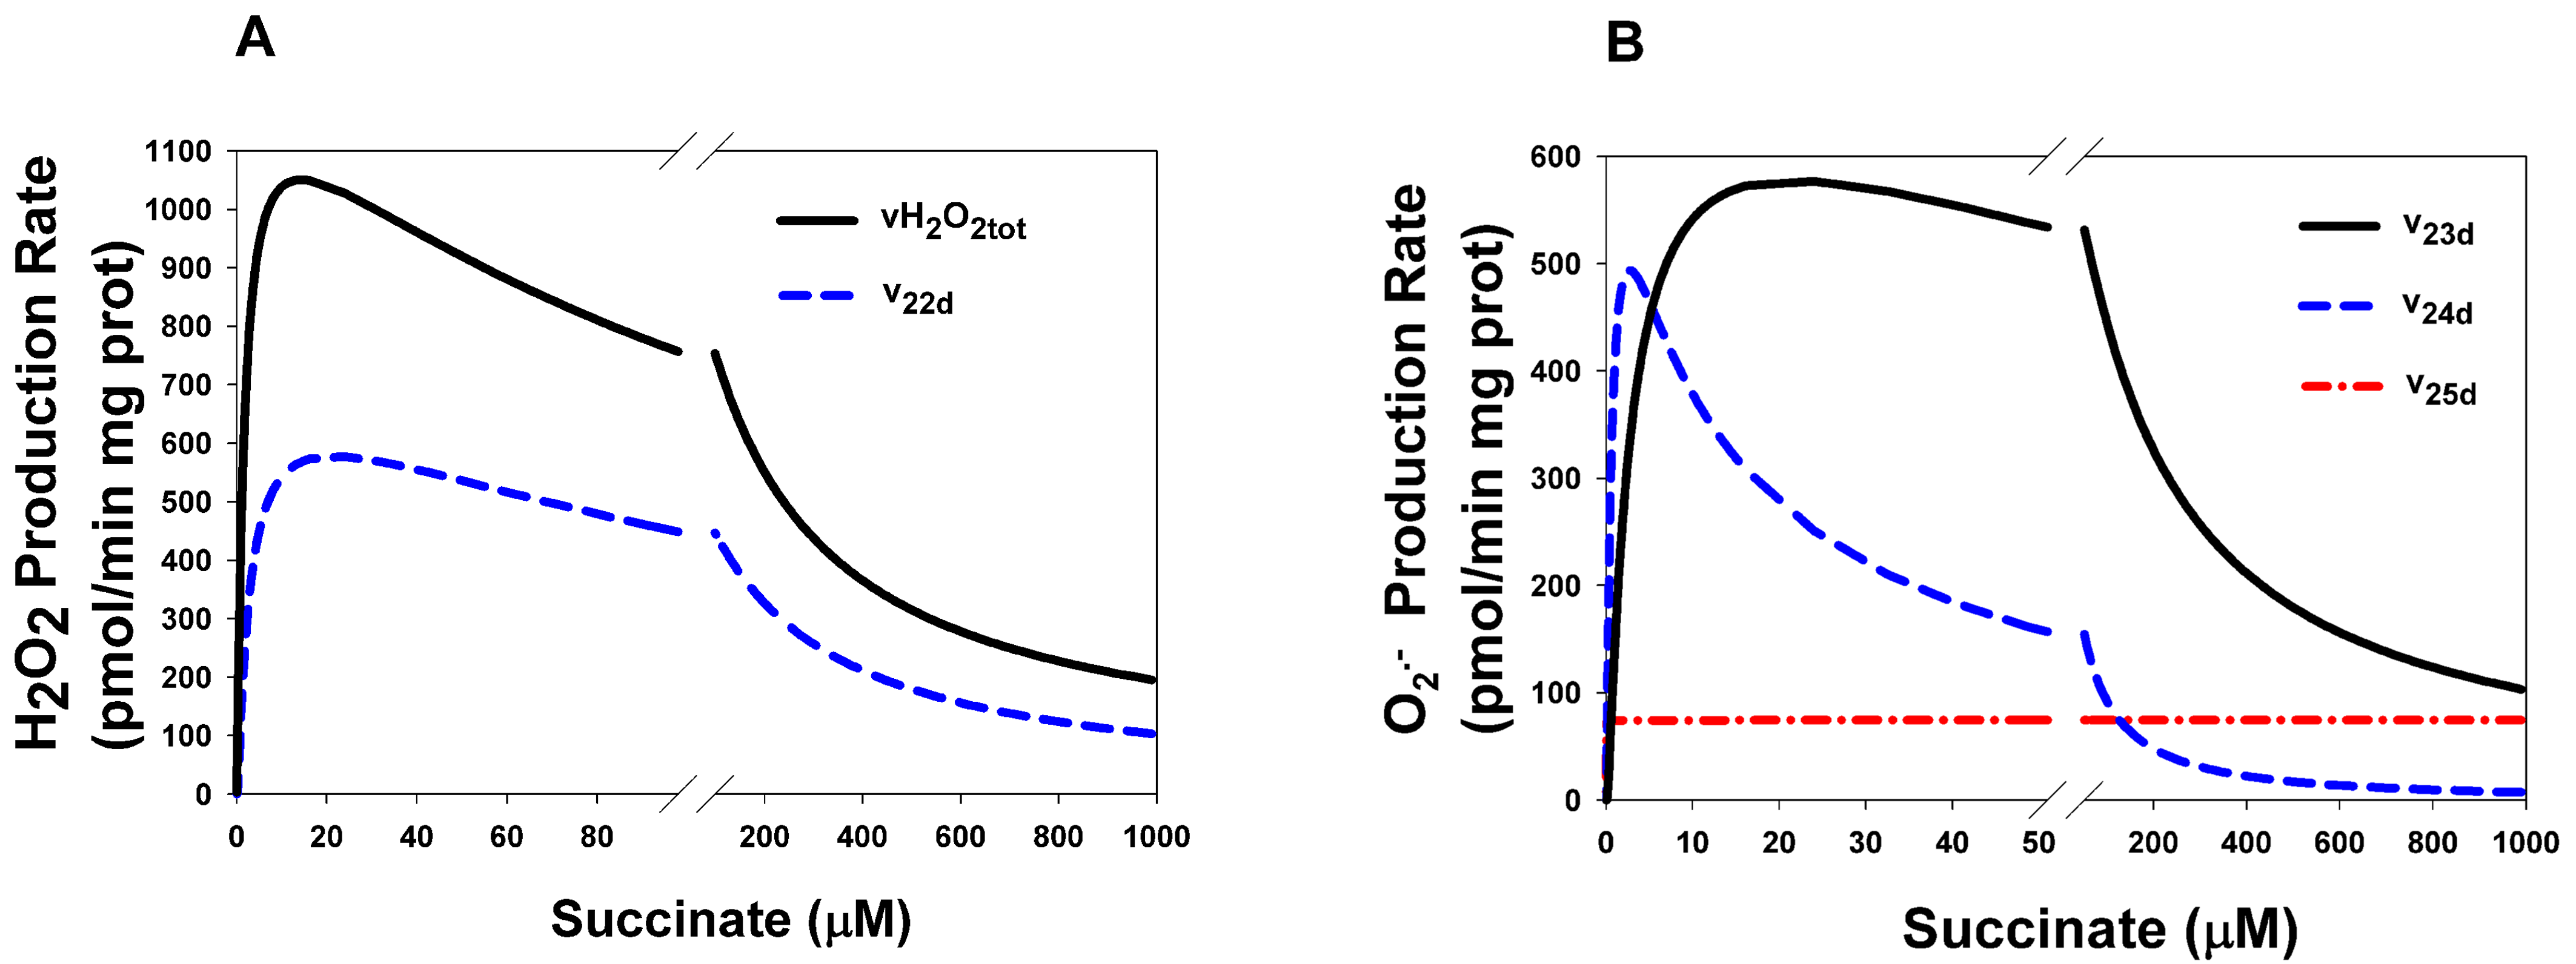 A
H2O2 Production Rate
(pmol/min mg prot)
1100
1000
900
800
700
600
500
400
300
200
100
0
vH2O2tot
v22d
0 20 40 60 80 200 400 600 800 1000
Succinate (μM)
B
O2·- Production Rate
(pmol/min mg prot)
600
500
400
300
200
100
0
v23d
v24d
v25d
0 10 20 30 40 50 200 400 600 800 1000
Succinate (μM)